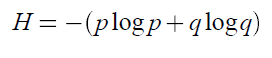 H = −(p log p + q log q)